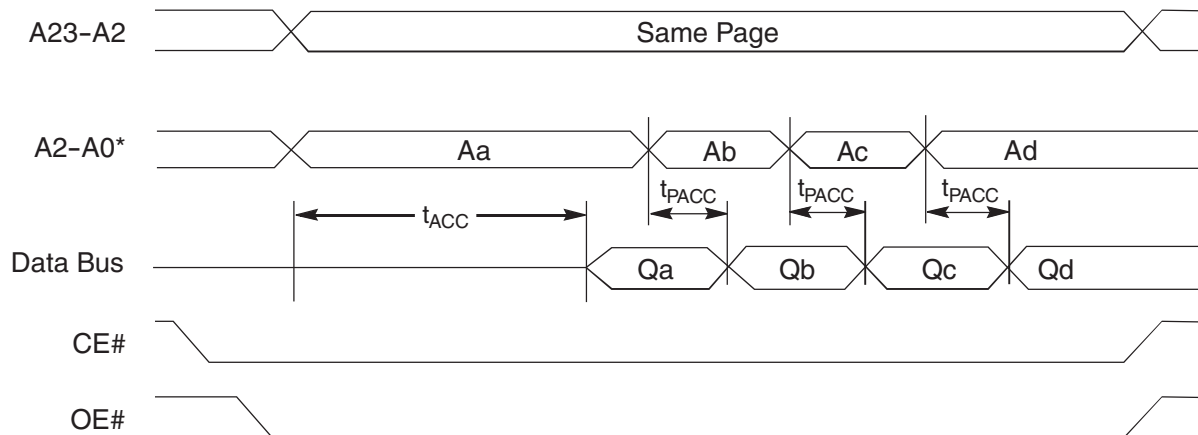 A23-A2
Same Page
A2-A0*
Aa
Ab
Ac
Ad
tPACC
tPACC
tPACC
tACC
Data Bus
Qa
Qb
Qc
Qd
CE#
OE#